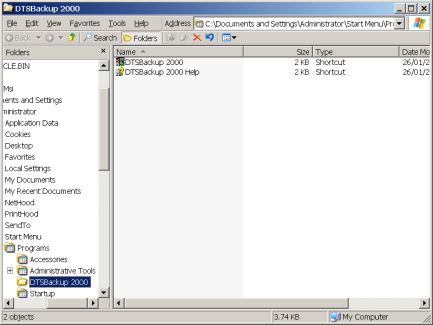 DTSBackup 2000
File Edit View Favorites Tools Help Address C:\Documents and Settings\Administrator\Start Menu\Pro
Back Search Folders
Folders
Name Size Type Date Mo
DTSBackup 2000 2 KB Shortcut 26/01/2
DTSBackup 2000 Help 2 KB Shortcut 26/01/2
CLE.BIN
Msi
ents and Settings
ministrator
Application Data
Cookies
Desktop
Favorites
Local Settings
My Documents
My Recent Documents
NetHood
PrintHood
SendTo
Start Menu
Programs
Accessories
Administrative Tools
DTSBackup 2000
Startup
2 objects 3.74 KB My Computer